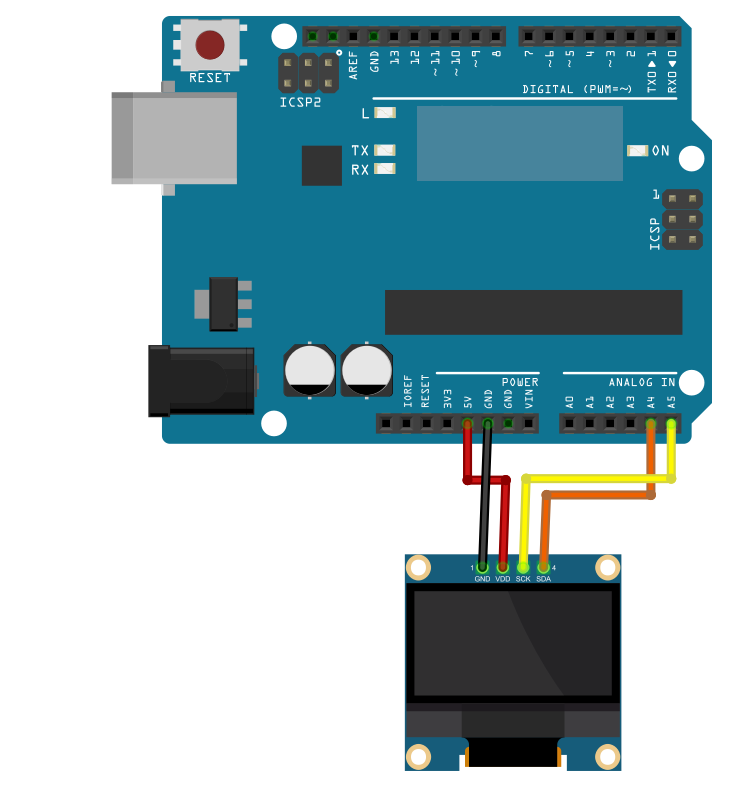 RESET
ICSP2
AREF
GND
13
12
~11
~10
~9
8
7
~6
~5
4
~3
2
TX0▶1
RX0◀0
DIGITAL (PWM=~)
L
TX
RX
ON
1
ICSP
POWER
ANALOG IN
IOREF
RESET
3V3
5V
GND
GND
VIN
A0
A1
A2
A3
A4
A5
1
4
GND VDD SCK SDA